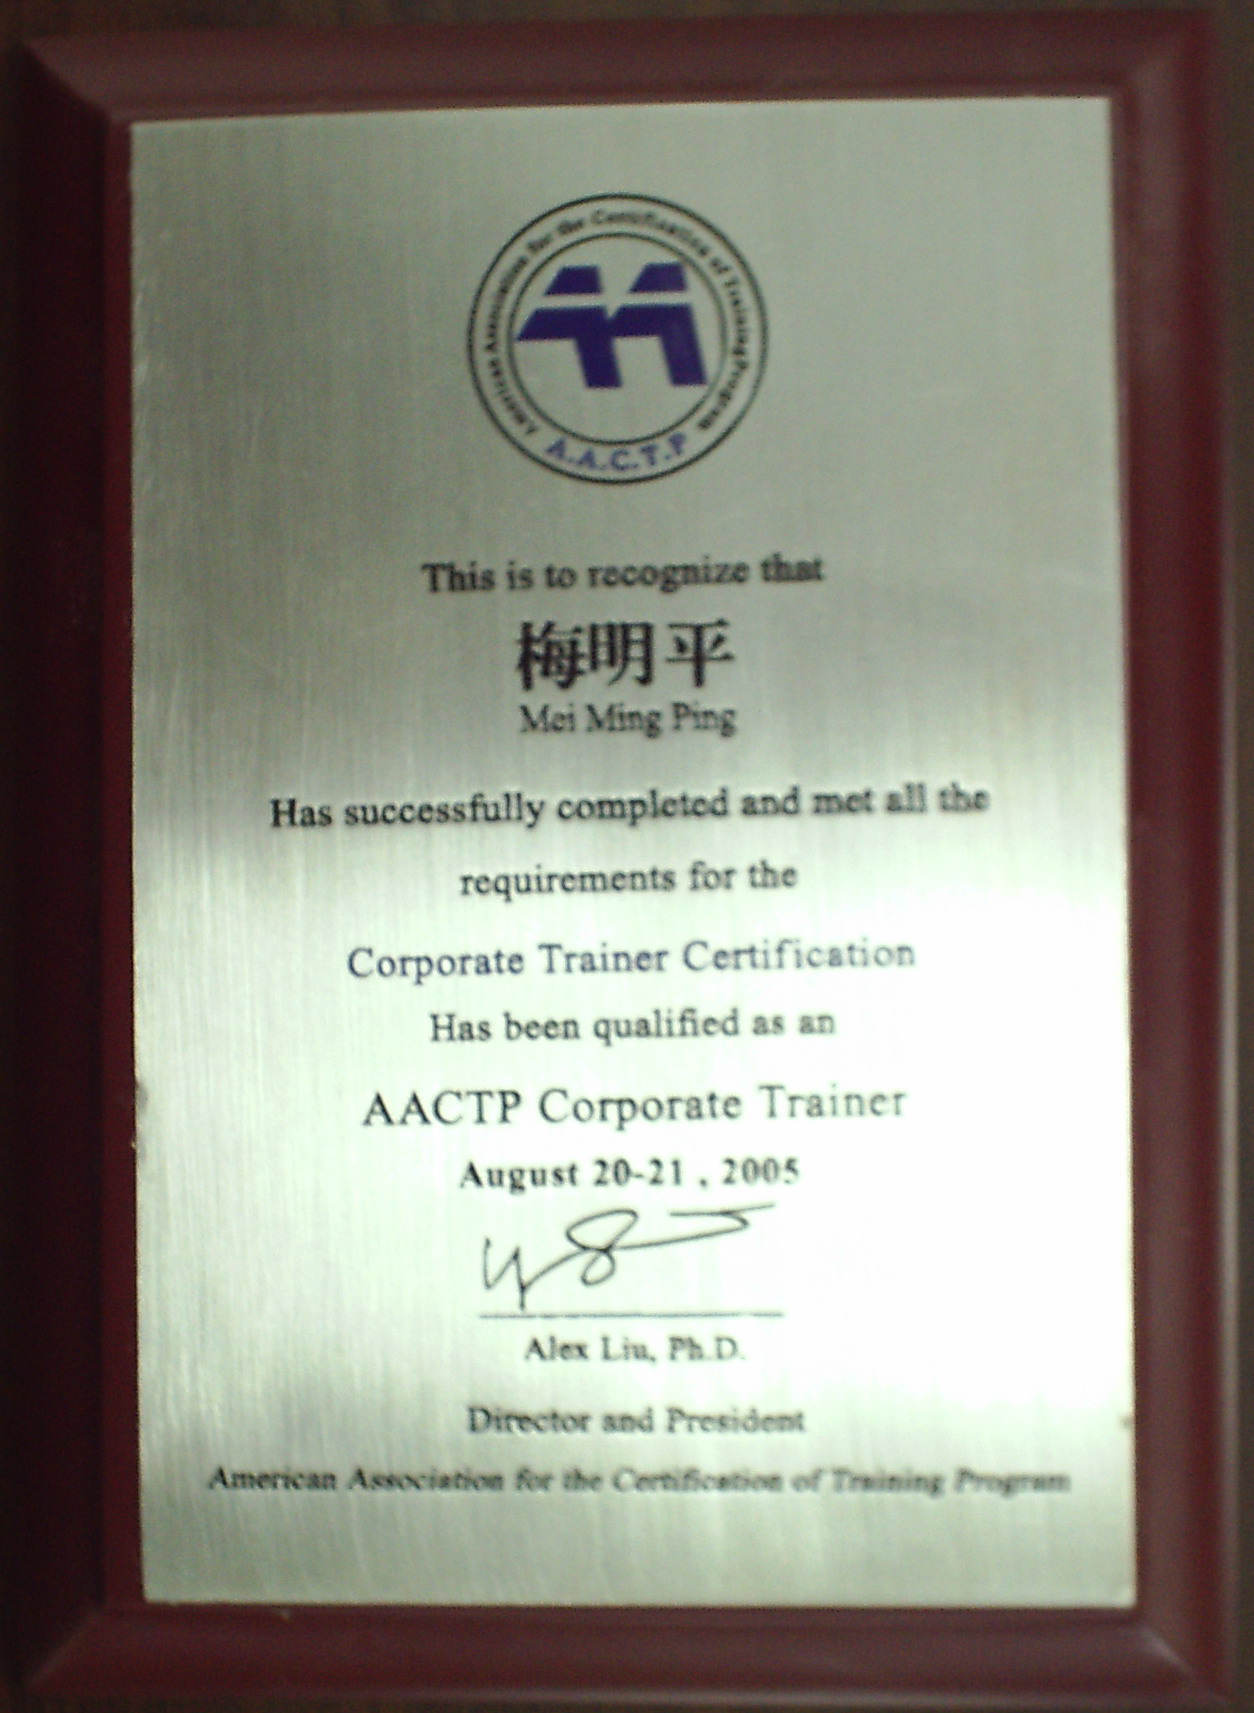 American Association for the Certification of Training Program
A.A.C.T.P
This is to recognize that
梅明平
Mei Ming Ping
Has successfully completed and met all the
requirements for the
Corporate Trainer Certification
Has been qualified as an
AACTP Corporate Trainer
August 20-21 , 2005
Alex Liu, Ph.D.
Director and President
American Association for the Certification of Training Program